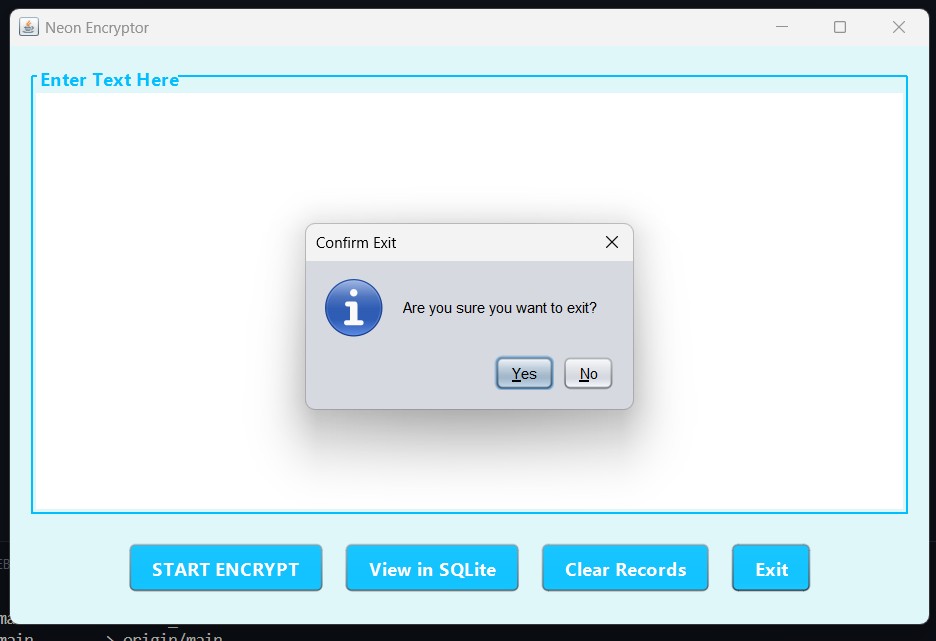 Neon Encryptor
Enter Text Here
Confirm Exit
Are you sure you want to exit?
Yes No
START ENCRYPT View in SQLite Clear Records Exit
main > origin/main